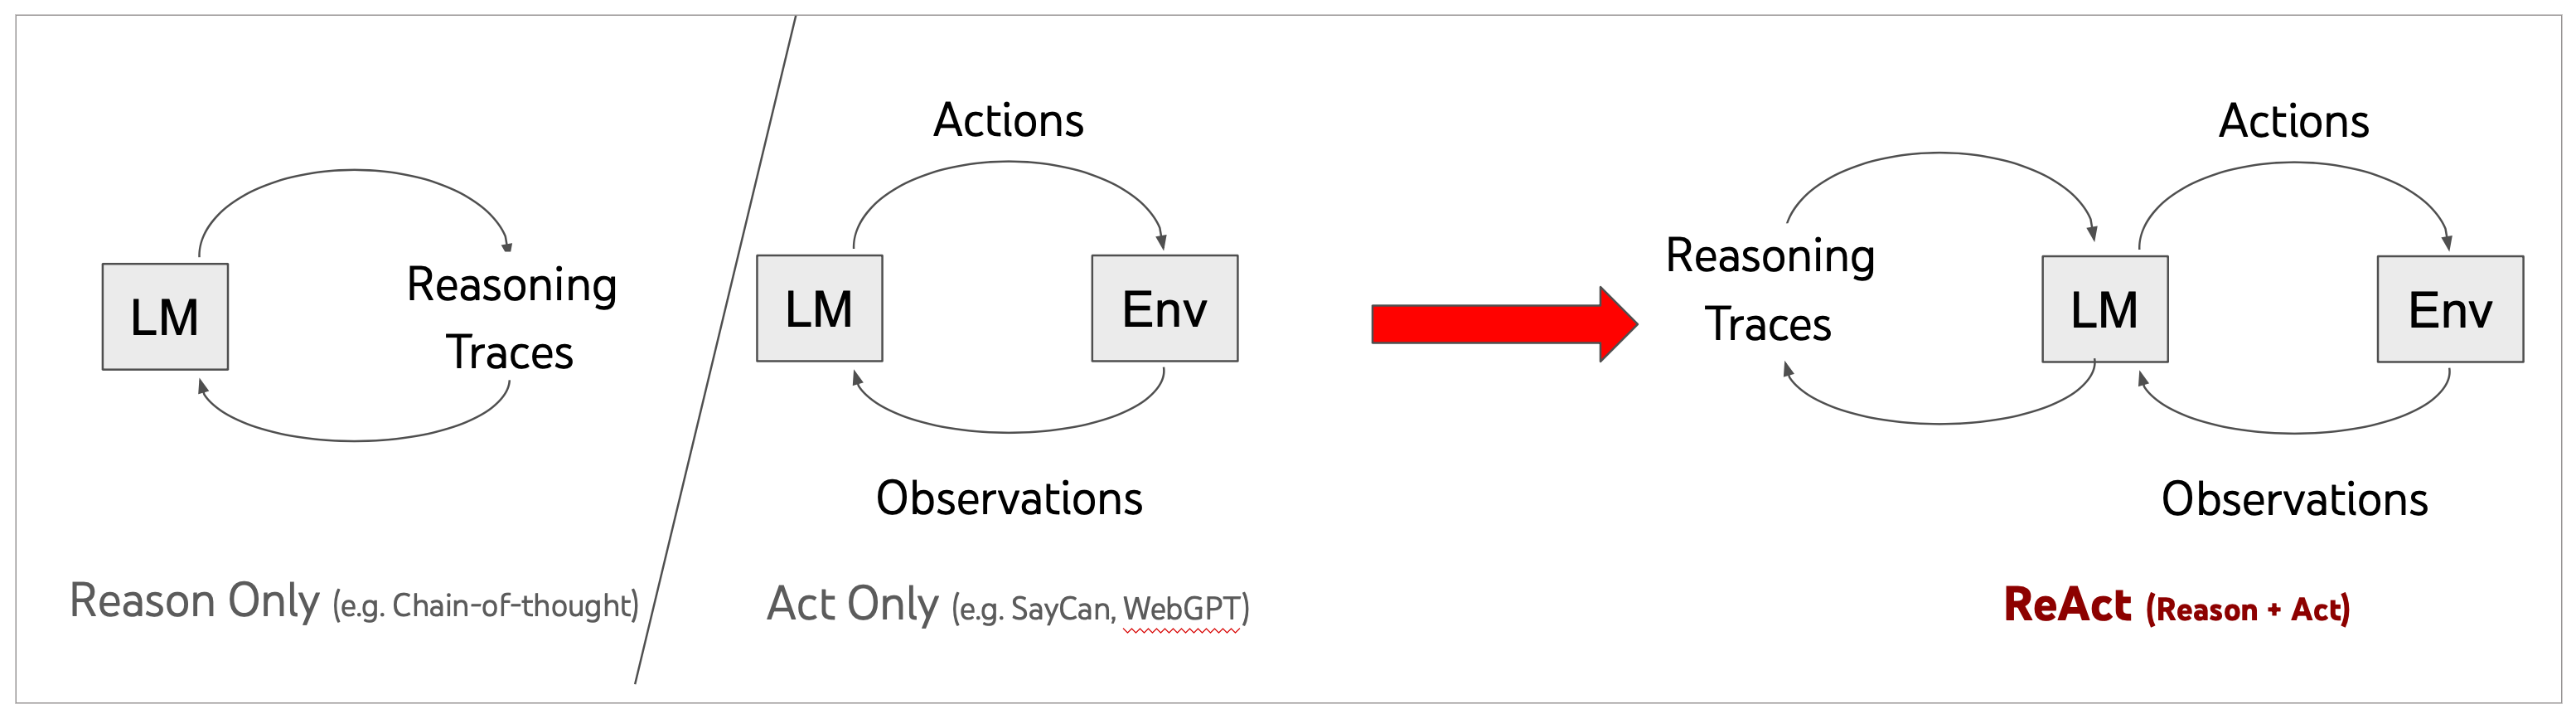 LM
Reasoning
Traces
Reason Only (e.g. Chain-of-thought)
Actions
LM
Env
Observations
Act Only (e.g. SayCan, WebGPT)
Reasoning
Traces
Actions
LM
Env
Observations
ReAct (Reason + Act)